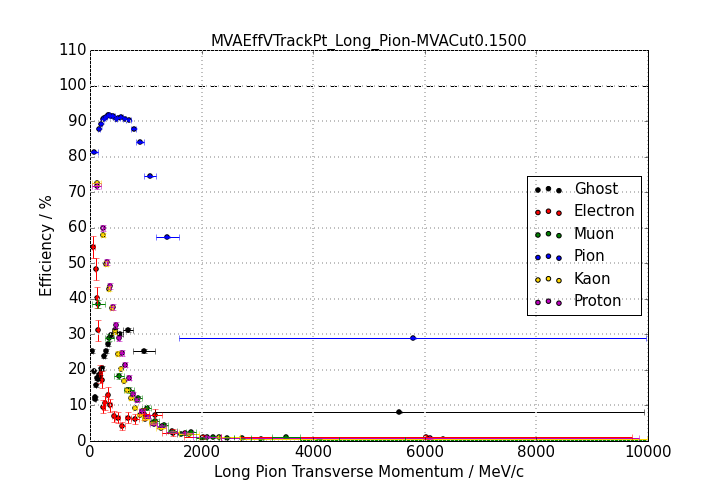 MVAEffVTrackPt_Long_Pion-MVACut0.1500
110
100
90
80
70
60
50
40
30
20
10
0
Efficiency / %
Ghost
Electron
Muon
Pion
Kaon
Proton
0 2000 4000 6000 8000 10000
Long Pion Transverse Momentum / MeV/c